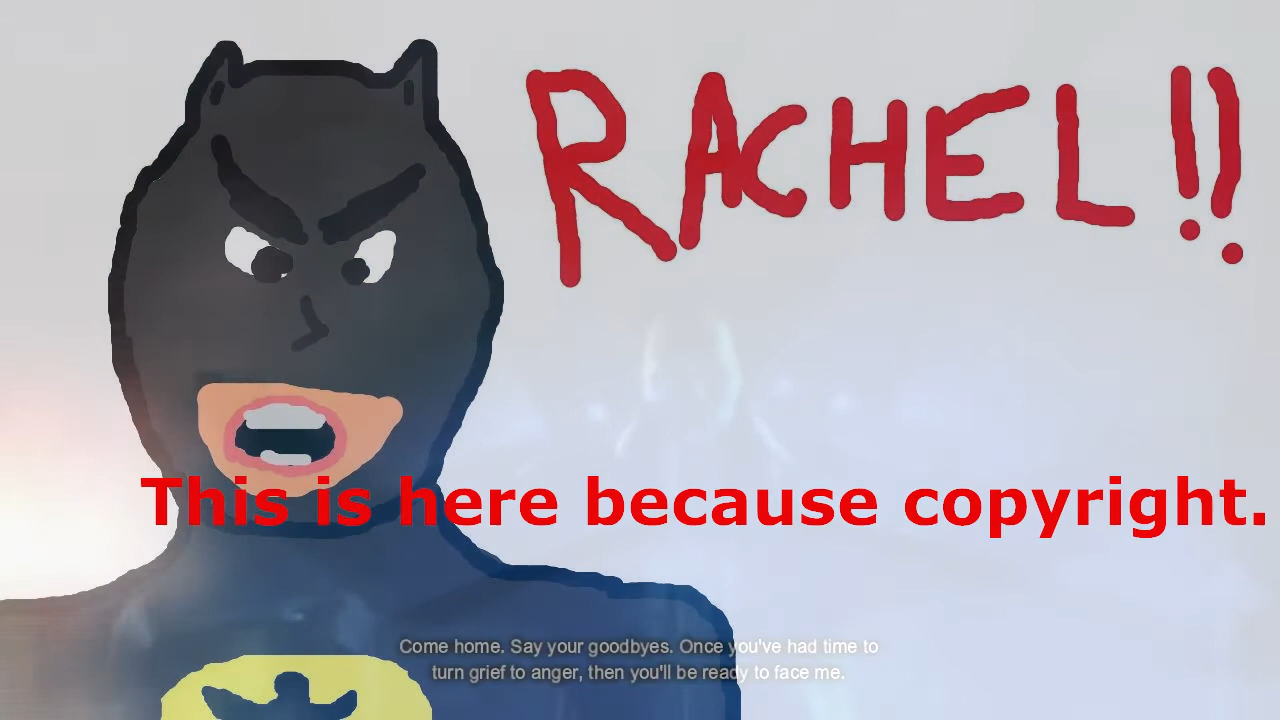 RACHEL!!
This is here because copyright.
Come home. Say your goodbyes. Once you've had time to
turn grief to anger, then you'll be ready to face me.